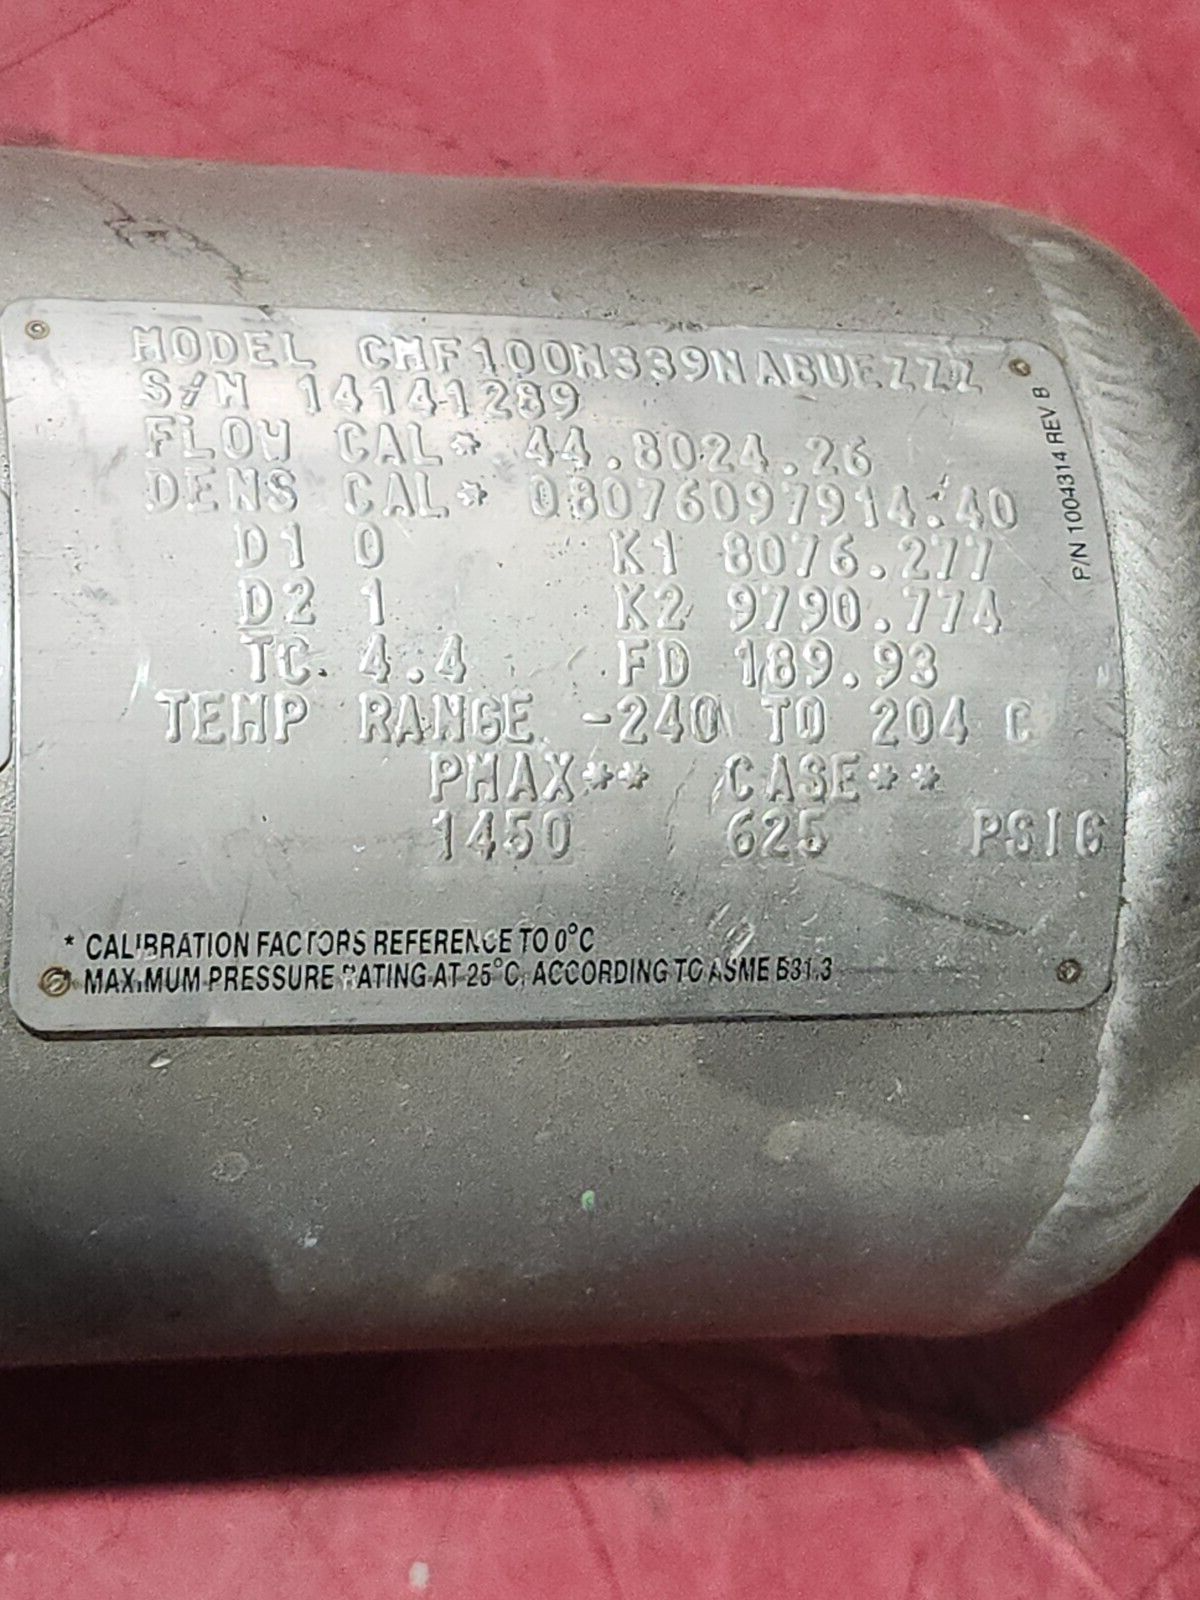 MODEL CMF100M339NABUEZZZ
S/N 14141289
FLOW CAL* 44.8024.26
DENS CAL* 08076097914.40
D1 0 K1 8076.277
D2 1 K2 9790.774
TC 4.4 FD 189.93
TEMP RANGE -240 TO 204 C
PMAX** CASE**
1450 625 PSIG
* CALIBRATION FACTORS REFERENCE TO 0°C
MAXIMUM PRESSURE RATING AT 25°C, ACCORDING TO ASME B31.3
P/N 1004314 REV B